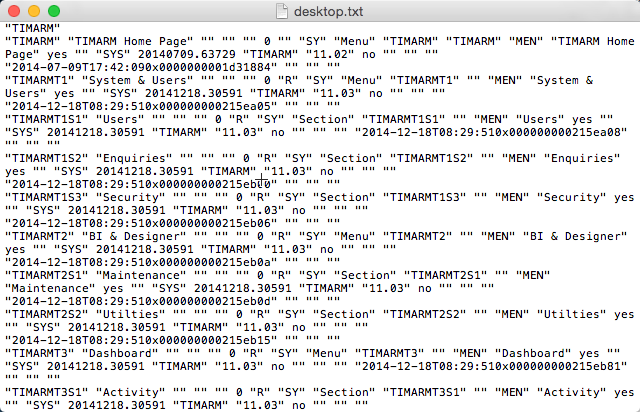 desktop.txt
"TIMARM"
"TIMARM" "TIMARM Home Page" "" "" "" 0 "" "SY" "Menu" "TIMARM" "TIMARM" "MEN" "TIMARM Home
Page" yes "" "SYS" 20140709.63729 "TIMARM" "11.02" no "" "" ""
"2014-07-09T17:42:090x0000000001d31884" "" "" ""
"TIMARMT1" "System & Users" "" "" "" 0 "R" "SY" "Menu" "TIMARMT1" "" "MEN" "System &
Users" yes "" "SYS" 20141218.30591 "TIMARM" "11.03" no "" "" ""
"2014-12-18T08:29:510x000000000215ea05" "" "" ""
"TIMARMT1S1" "Users" "" "" "" 0 "R" "SY" "Section" "TIMARMT1S1" "" "MEN" "Users" yes ""
"SYS" 20141218.30591 "TIMARM" "11.03" no "" "" "" "2014-12-18T08:29:510x000000000215ea08"
"" "" ""
"TIMARMT1S2" "Enquiries" "" "" "" 0 "R" "SY" "Section" "TIMARMT1S2" "" "MEN" "Enquiries"
yes "" "SYS" 20141218.30591 "TIMARM" "11.03" no "" "" ""
"2014-12-18T08:29:510x000000000215eb10" "" "" ""
"TIMARMT1S3" "Security" "" "" "" 0 "R" "SY" "Section" "TIMARMT1S3" "" "MEN" "Security" yes
"" "SYS" 20141218.30591 "TIMARM" "11.03" no "" "" ""
"2014-12-18T08:29:510x000000000215eb06" "" "" ""
"TIMARMT2" "BI & Designer" "" "" "" 0 "R" "SY" "Menu" "TIMARMT2" "" "MEN" "BI & Designer"
yes "" "SYS" 20141218.30591 "TIMARM" "11.03" no "" "" ""
"2014-12-18T08:29:510x000000000215eb0a" "" "" ""
"TIMARMT2S1" "Maintenance" "" "" "" 0 "R" "SY" "Section" "TIMARMT2S1" "" "MEN"
"Maintenance" yes "" "SYS" 20141218.30591 "TIMARM" "11.03" no "" "" ""
"2014-12-18T08:29:510x000000000215eb0d" "" "" ""
"TIMARMT2S2" "Utilties" "" "" "" 0 "R" "SY" "Section" "TIMARMT2S2" "" "MEN" "Utilties" yes
"" "SYS" 20141218.30591 "TIMARM" "11.03" no "" "" ""
"2014-12-18T08:29:510x000000000215eb15" "" "" ""
"TIMARMT3" "Dashboard" "" "" "" 0 "R" "SY" "Menu" "TIMARMT3" "" "MEN" "Dashboard" yes ""
"SYS" 20141218.30591 "TIMARM" "11.03" no "" "" "" "2014-12-18T08:29:510x000000000215eb81"
"" "" ""
"TIMARMT3S1" "Activity" "" "" "" 0 "R" "SY" "Section" "TIMARMT3S1" "" "MEN" "Activity" yes
"" "SYS" 20141218.30591 "TIMARM" "11.03" no "" "" ""